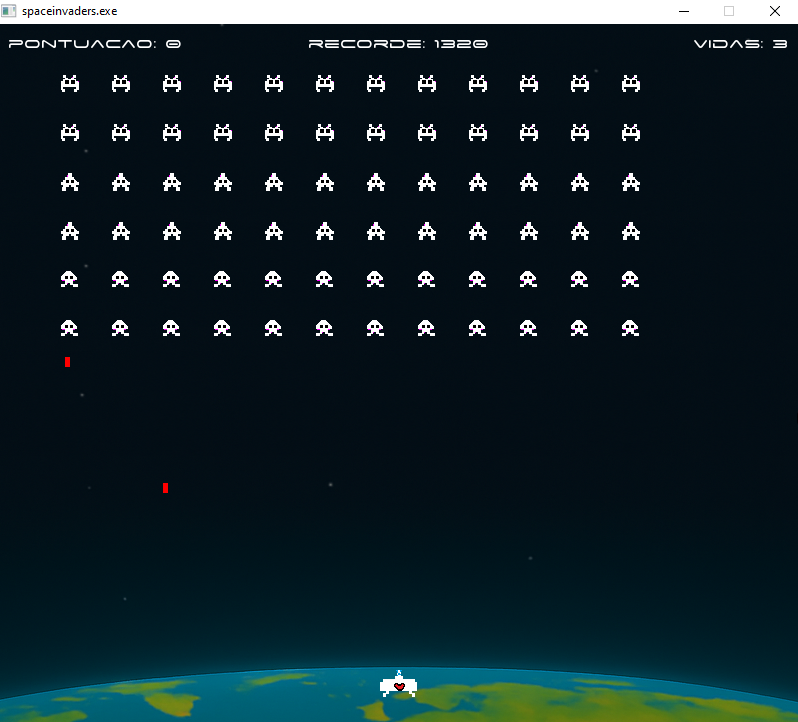 spaceinvaders.exe
PONTUACAO: 0 RECORDE: 1320 VIDAS: 3